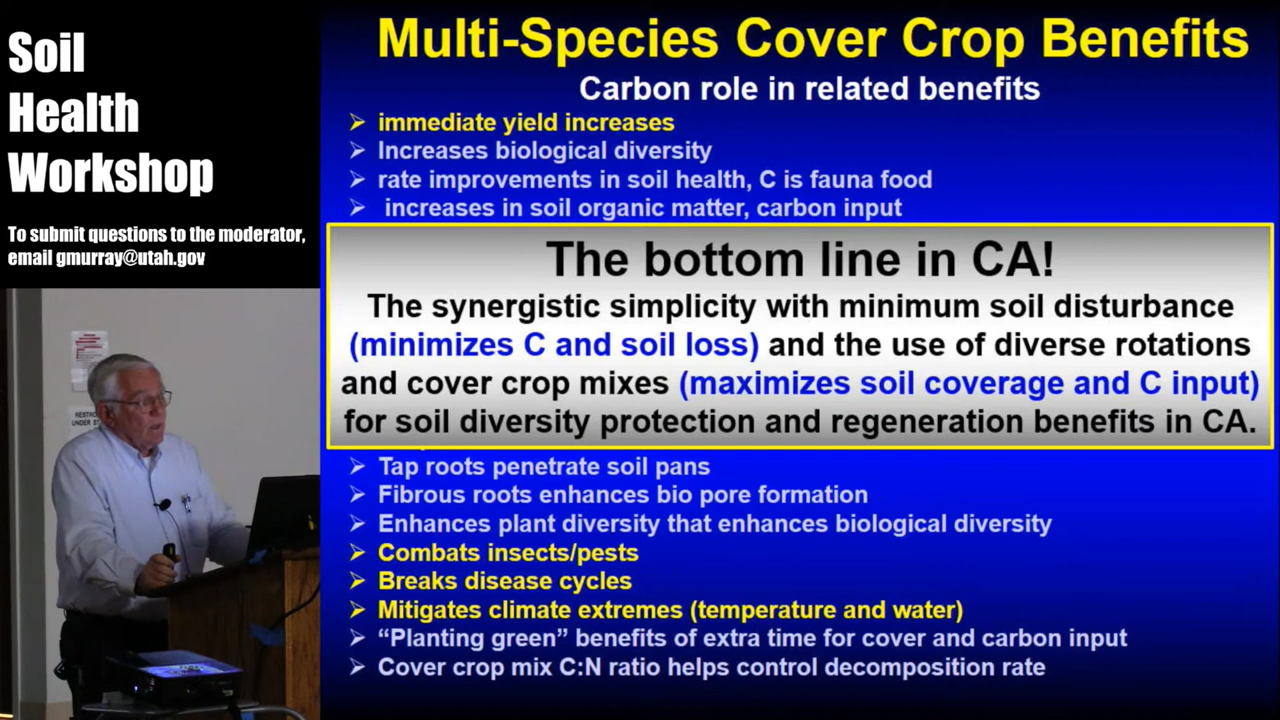 Soil
Health
Workshop
To submit questions to the moderator,
email gmurray@utah.gov
RESTRO
UNDER ST
Multi-Species Cover Crop Benefits
Carbon role in related benefits
➢ immediate yield increases
➢ Increases biological diversity
➢ rate improvements in soil health, C is fauna food
➢ increases in soil organic matter, carbon input
The bottom line in CA!
The synergistic simplicity with minimum soil disturbance
(minimizes C and soil loss) and the use of diverse rotations
and cover crop mixes (maximizes soil coverage and C input)
for soil diversity protection and regeneration benefits in CA.
➢ Tap roots penetrate soil pans
➢ Fibrous roots enhances bio pore formation
➢ Enhances plant diversity that enhances biological diversity
➢ Combats insects/pests
➢ Breaks disease cycles
➢ Mitigates climate extremes (temperature and water)
➢ “Planting green” benefits of extra time for cover and carbon input
➢ Cover crop mix C:N ratio helps control decomposition rate